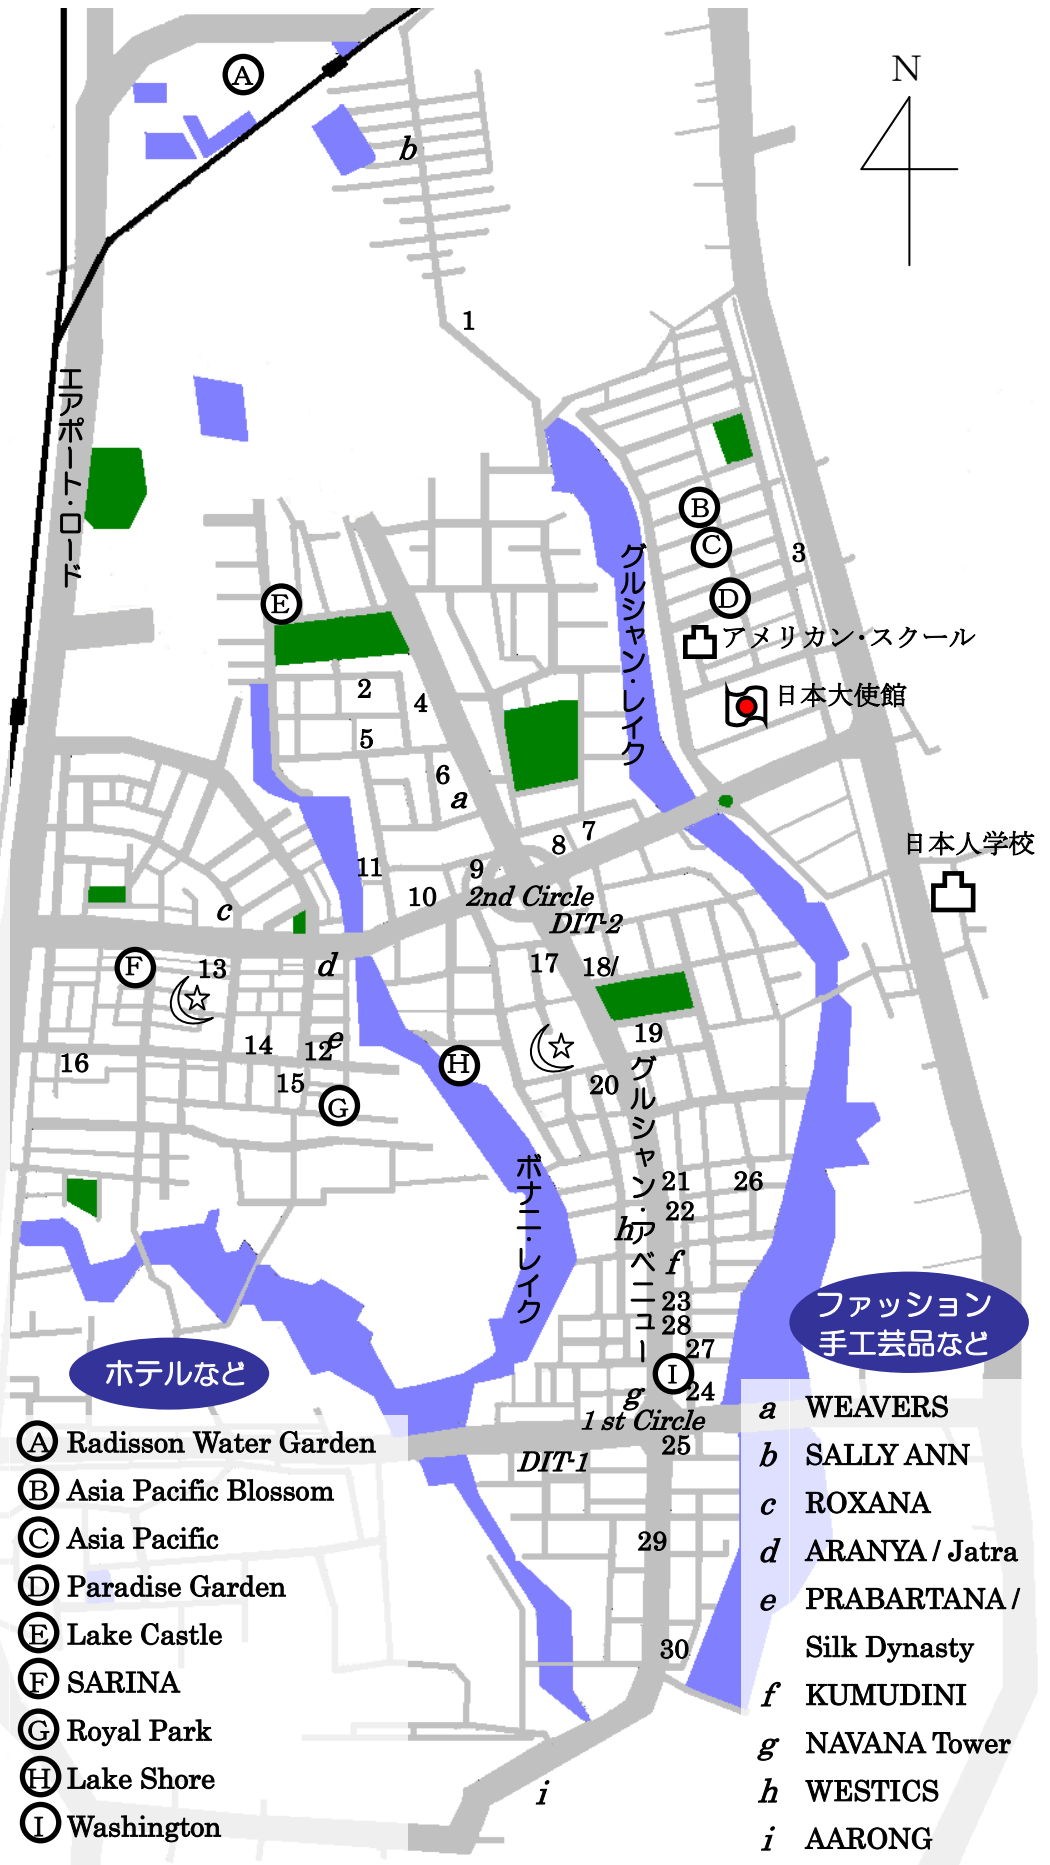 N
A
b
1
エアポート・ロード
B
C
3
D
グルシャン・レイク
E
アメリカン・スクール
日本大使館
2
4
5
6
a
7
8
日本人学校
9
11
10
2nd Circle
c
DIT-2
d
17
18/
F
13
19
14
12
e
H
16
グルシャン・アベニュー
20
15
G
ボナニ・レイク
21
26
22
h
f
23
28
27
I
g
24
1 st Circle
25
DIT-1
29
30
i
ホテルなど
A Radisson Water Garden
B Asia Pacific Blossom
C Asia Pacific
D Paradise Garden
E Lake Castle
F SARINA
G Royal Park
H Lake Shore
I Washington
ファッション
手工芸品など
a WEAVERS
b SALLY ANN
c ROXANA
d ARANYA / Jatra
e PRABARTANA /
Silk Dynasty
f KUMUDINI
g NAVANA Tower
h WESTICS
i AARONG